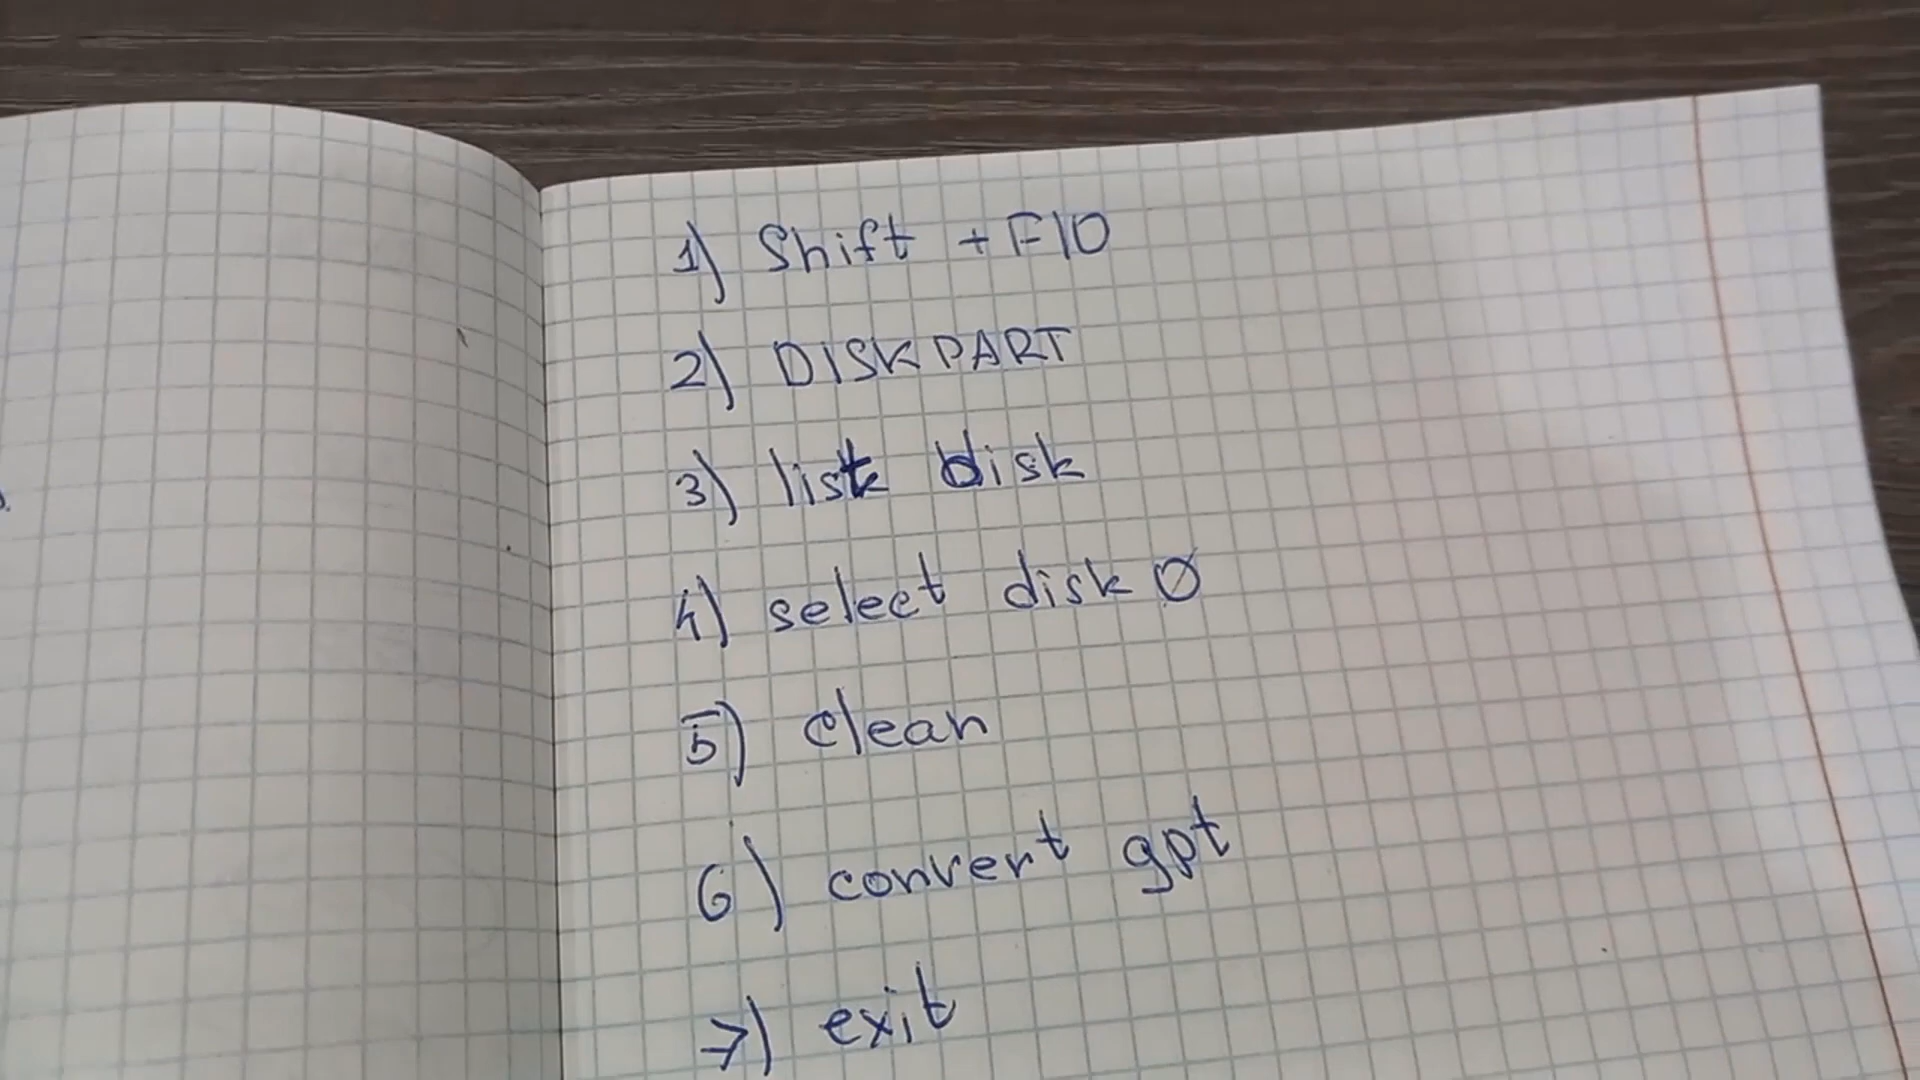 1) Shift + F10
2) DISKPART
3) list disk
4) select disk 0
5) clean
6) convert gpt
7) exit